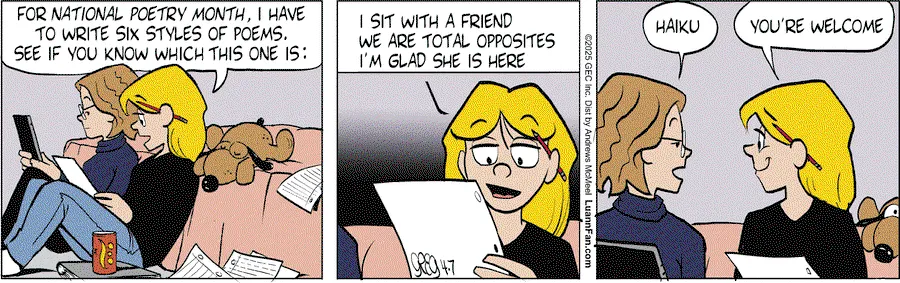 FOR NATIONAL POETRY MONTH, I HAVE
TO WRITE SIX STYLES OF POEMS.
SEE IF YOU KNOW WHICH THIS ONE IS:
I SIT WITH A FRIEND
WE ARE TOTAL OPPOSITES
I'M GLAD SHE IS HERE
GREG 4-7
©2025 GEC Inc. Dist by Andrews McMeel LuannFan.com
HAIKU
YOU'RE WELCOME